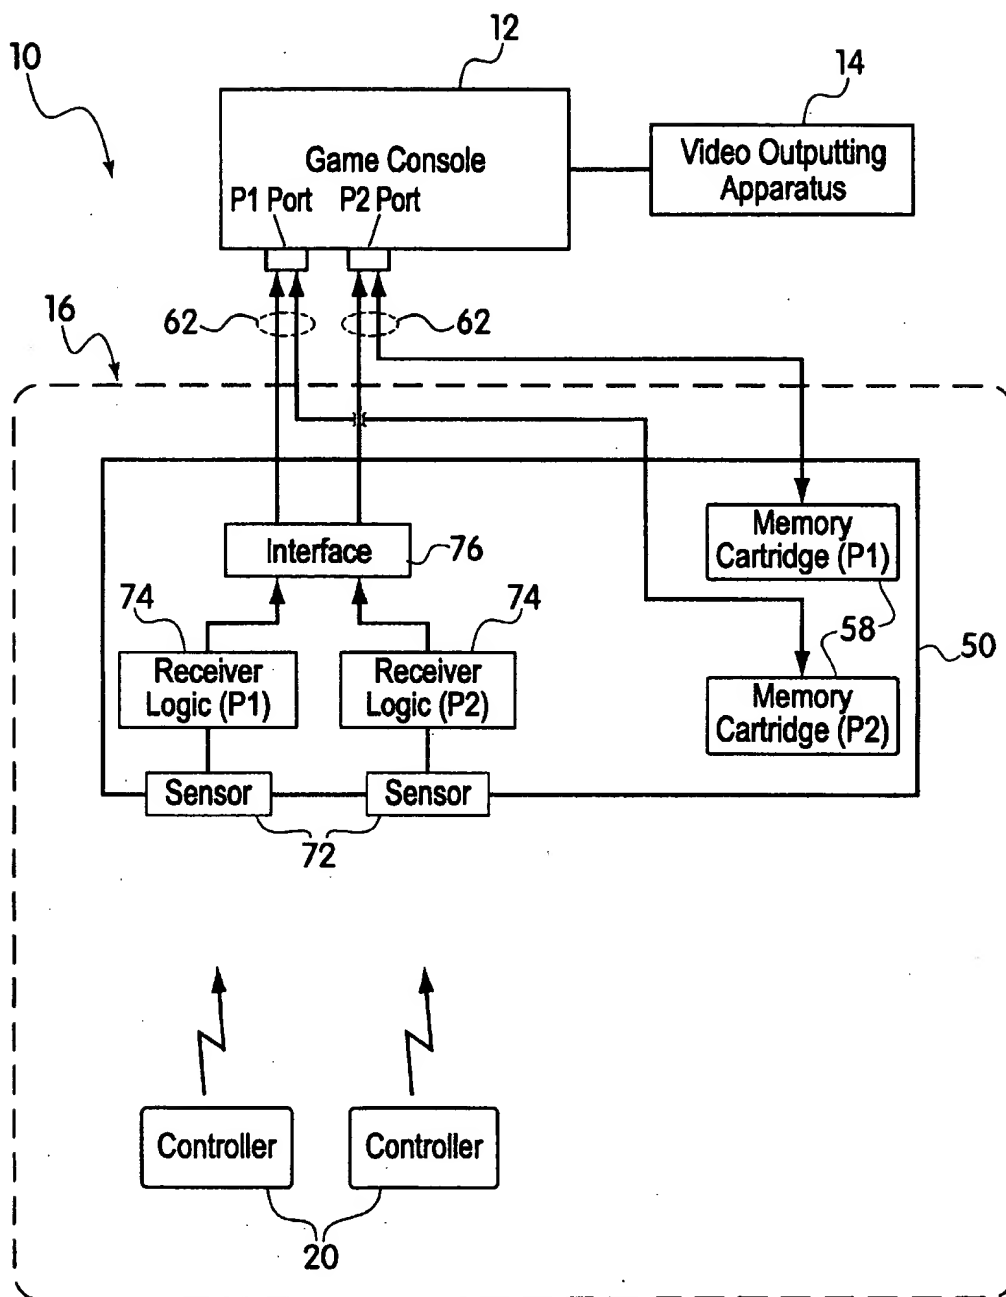 10
12
14
Game Console
Video Outputting
Apparatus
P1 Port
P2 Port
16
62
62
Interface
76
Memory
Cartridge (P1)
74
74
58
50
Receiver
Logic (P1)
Receiver
Logic (P2)
Memory
Cartridge (P2)
Sensor
Sensor
72
Controller
Controller
20